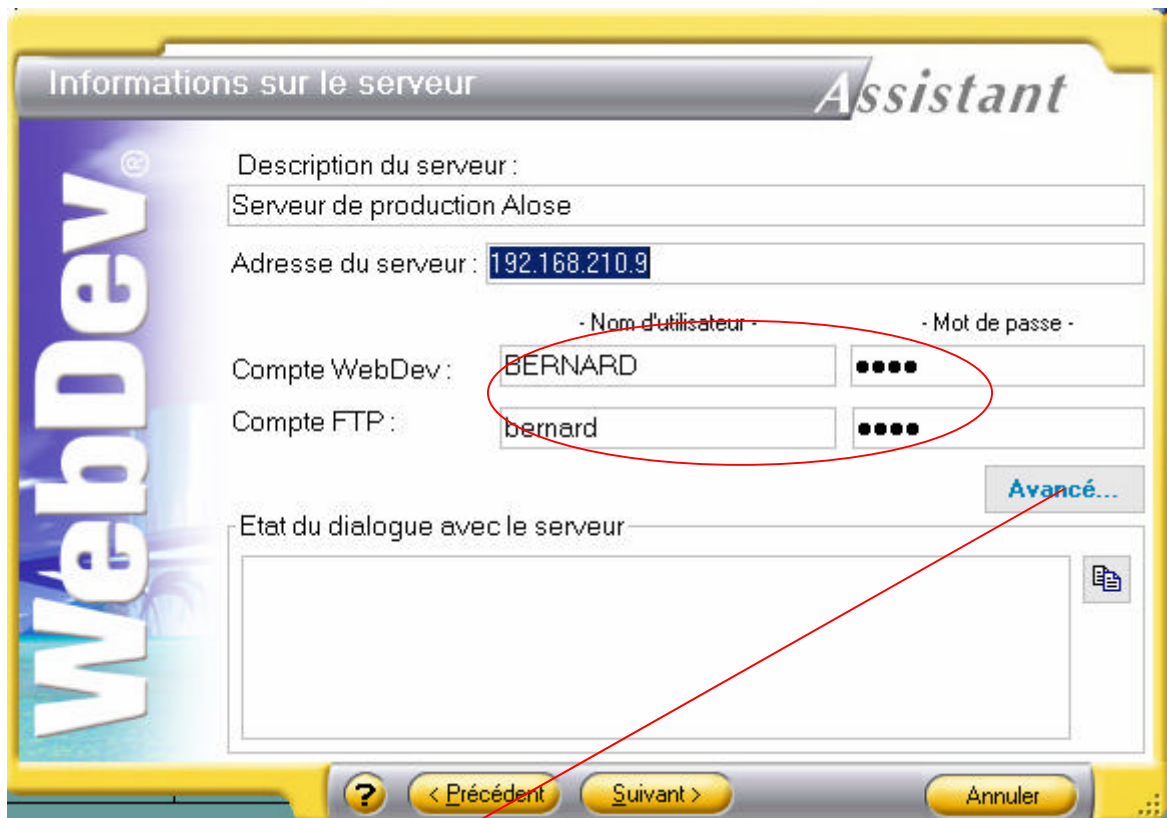 Informations sur le serveur
Assistant
WebDev®
Description du serveur :
Serveur de production Alose
Adresse du serveur : 192.168.210.9
- Nom d'utilisateur - - Mot de passe -
Compte WebDev : BERNARD ●●●●
Compte FTP : bernard ●●●●
Avancé...
Etat du dialogue avec le serveur
? < Précédent Suivant > Annuler